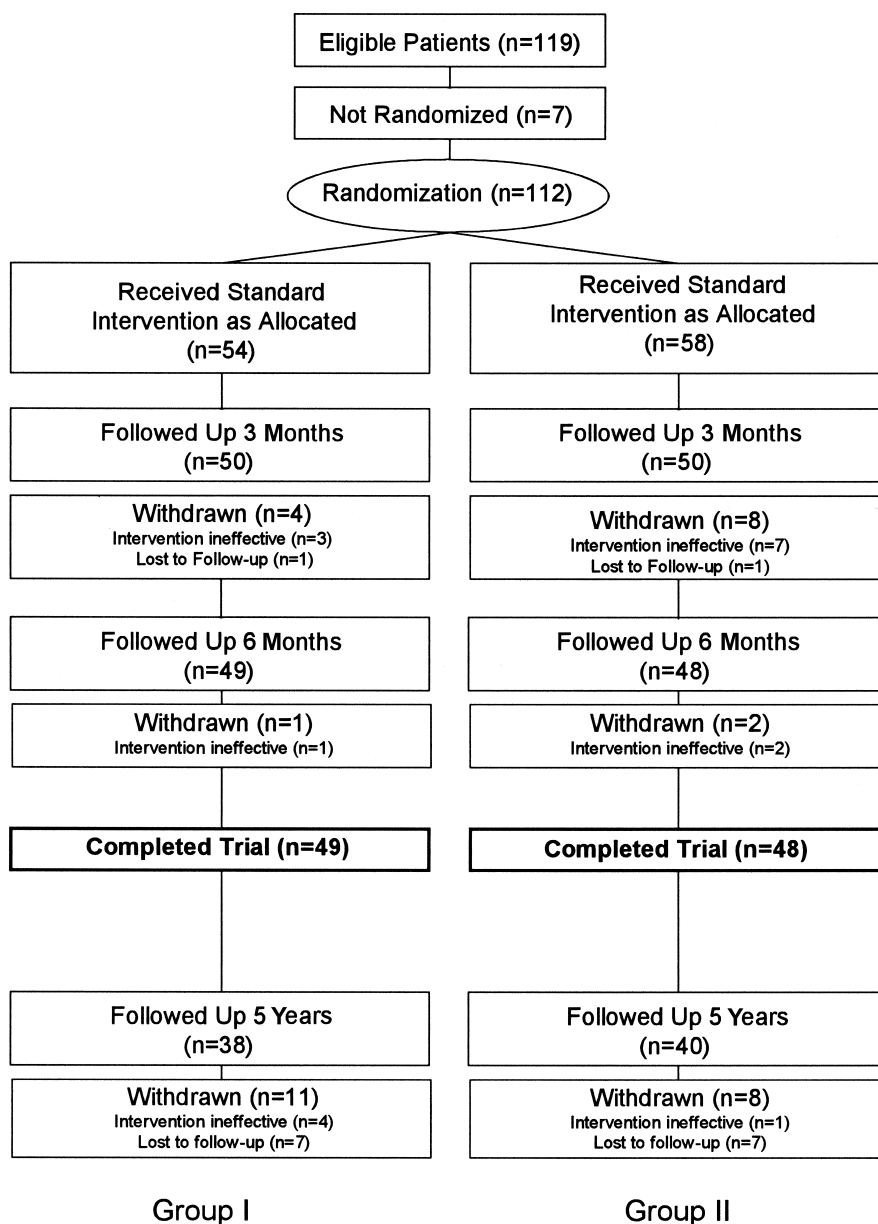 Eligible Patients (n=119)
Not Randomized (n=7)
Randomization (n=112)
Received Standard
Intervention as Allocated
(n=54)
Followed Up 3 Months
(n=50)
Withdrawn (n=4)
Intervention ineffective (n=3)
Lost to Follow-up (n=1)
Followed Up 6 Months
(n=49)
Withdrawn (n=1)
Intervention ineffective (n=1)
Completed Trial (n=49)
Followed Up 5 Years
(n=38)
Withdrawn (n=11)
Intervention ineffective (n=4)
Lost to follow-up (n=7)
Group I
Received Standard
Intervention as Allocated
(n=58)
Followed Up 3 Months
(n=50)
Withdrawn (n=8)
Intervention ineffective (n=7)
Lost to Follow-up (n=1)
Followed Up 6 Months
(n=48)
Withdrawn (n=2)
Intervention ineffective (n=2)
Completed Trial (n=48)
Followed Up 5 Years
(n=40)
Withdrawn (n=8)
Intervention ineffective (n=1)
Lost to follow-up (n=7)
Group II